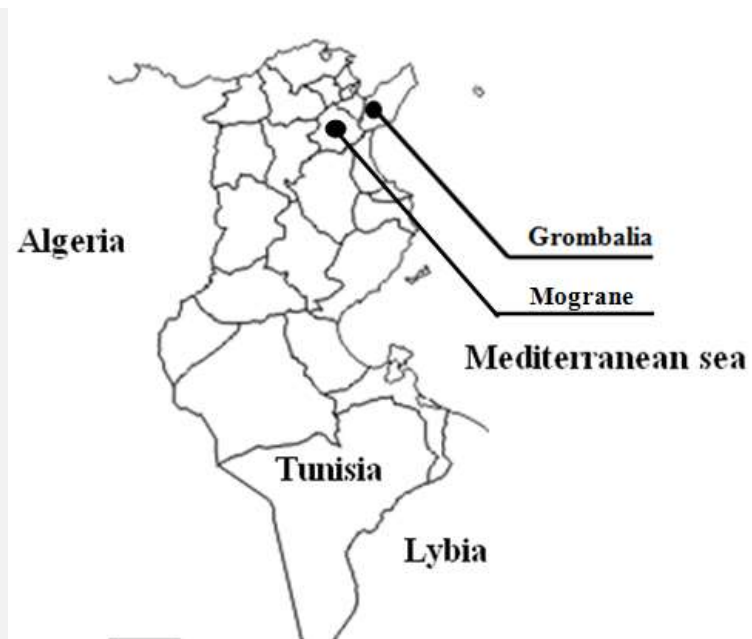 Grombalia
Algeria
Mograne
Mediterranean sea
Tunisia
Lybia